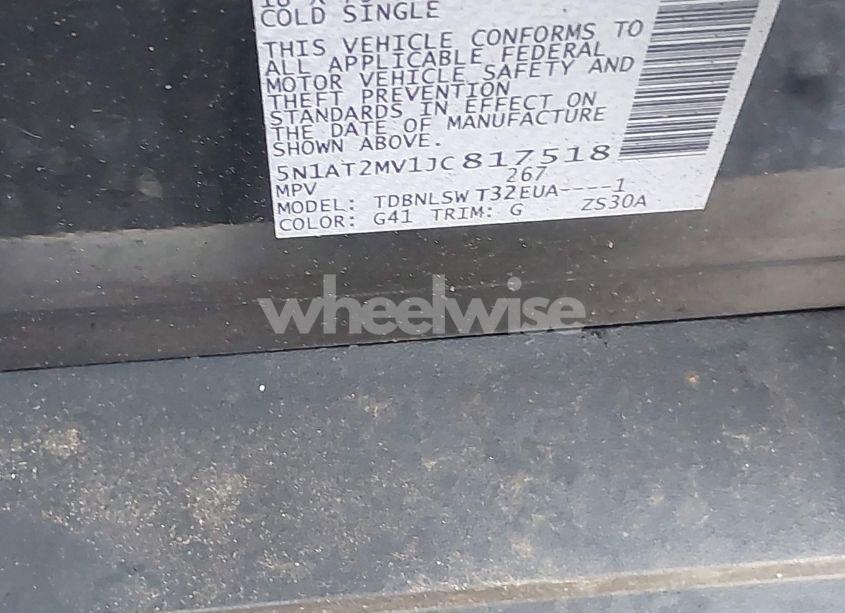 COLD SINGLE
THIS VEHICLE CONFORMS TO
ALL APPLICABLE FEDERAL
MOTOR VEHICLE SAFETY AND
THEFT PREVENTION
STANDARDS IN EFFECT ON
THE DATE OF MANUFACTURE
SHOWN ABOVE.
5N1AT2MV1JC817518
MPV 267
MODEL: TDBNLSW T32EUA----1
COLOR: G41 TRIM: G ZS30A
wheelwise